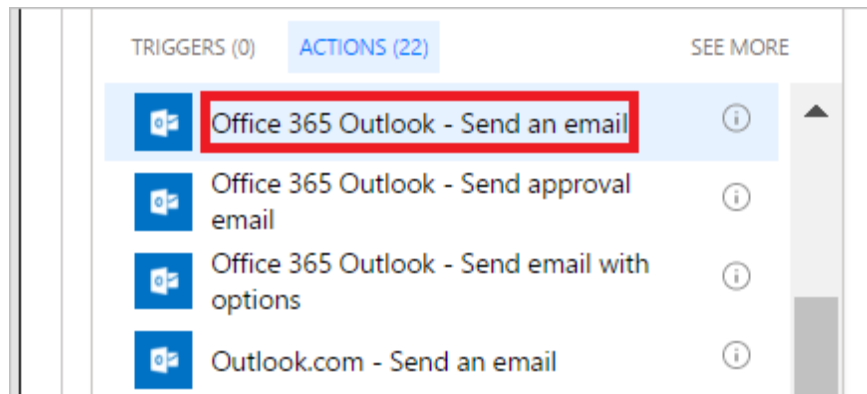 TRIGGERS (0) ACTIONS (22) SEE MORE
Office 365 Outlook - Send an email
Office 365 Outlook - Send approval
email
Office 365 Outlook - Send email with
options
Outlook.com - Send an email